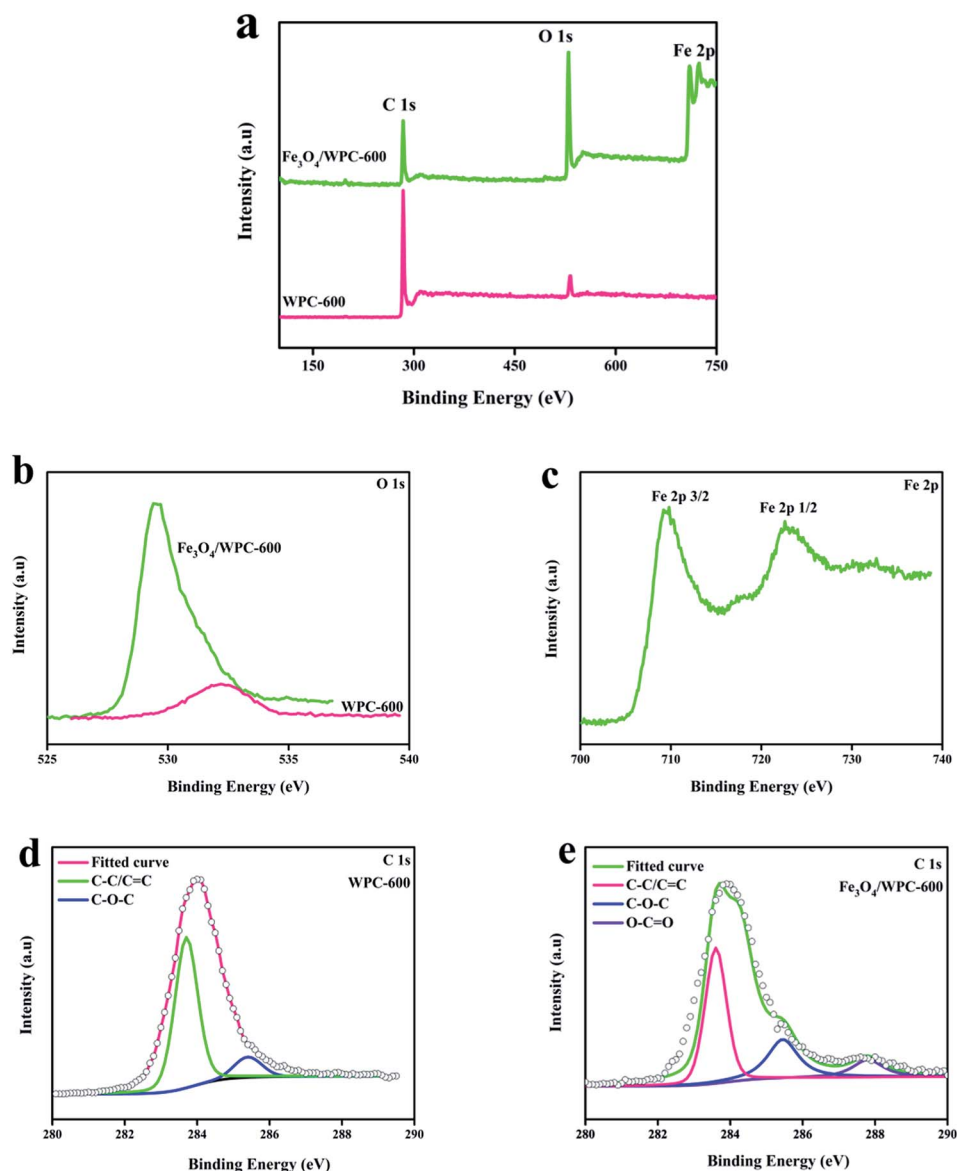 a
O 1s
Fe 2p
C 1s
Fe₃O₄/WPC-600
WPC-600
Intensity (a.u)
150 300 450 600 750
Binding Energy (eV)
b
O 1s
Fe₃O₄/WPC-600
WPC-600
Intensity (a.u)
525 530 535 540
Binding Energy (eV)
c
Fe 2p
Fe 2p 3/2
Fe 2p 1/2
Intensity (a.u)
700 710 720 730 740
Binding Energy (eV)
d
Fitted curve
C-C/C=C
C-O-C
C 1s
WPC-600
Intensity (a.u)
280 282 284 286 288 290
Binding Energy (eV)
e
Fitted curve
C-C/C=C
C-O-C
O-C=O
C 1s
Fe₃O₄/WPC-600
Intensity (a.u)
280 282 284 286 288 290
Binding Energy (eV)